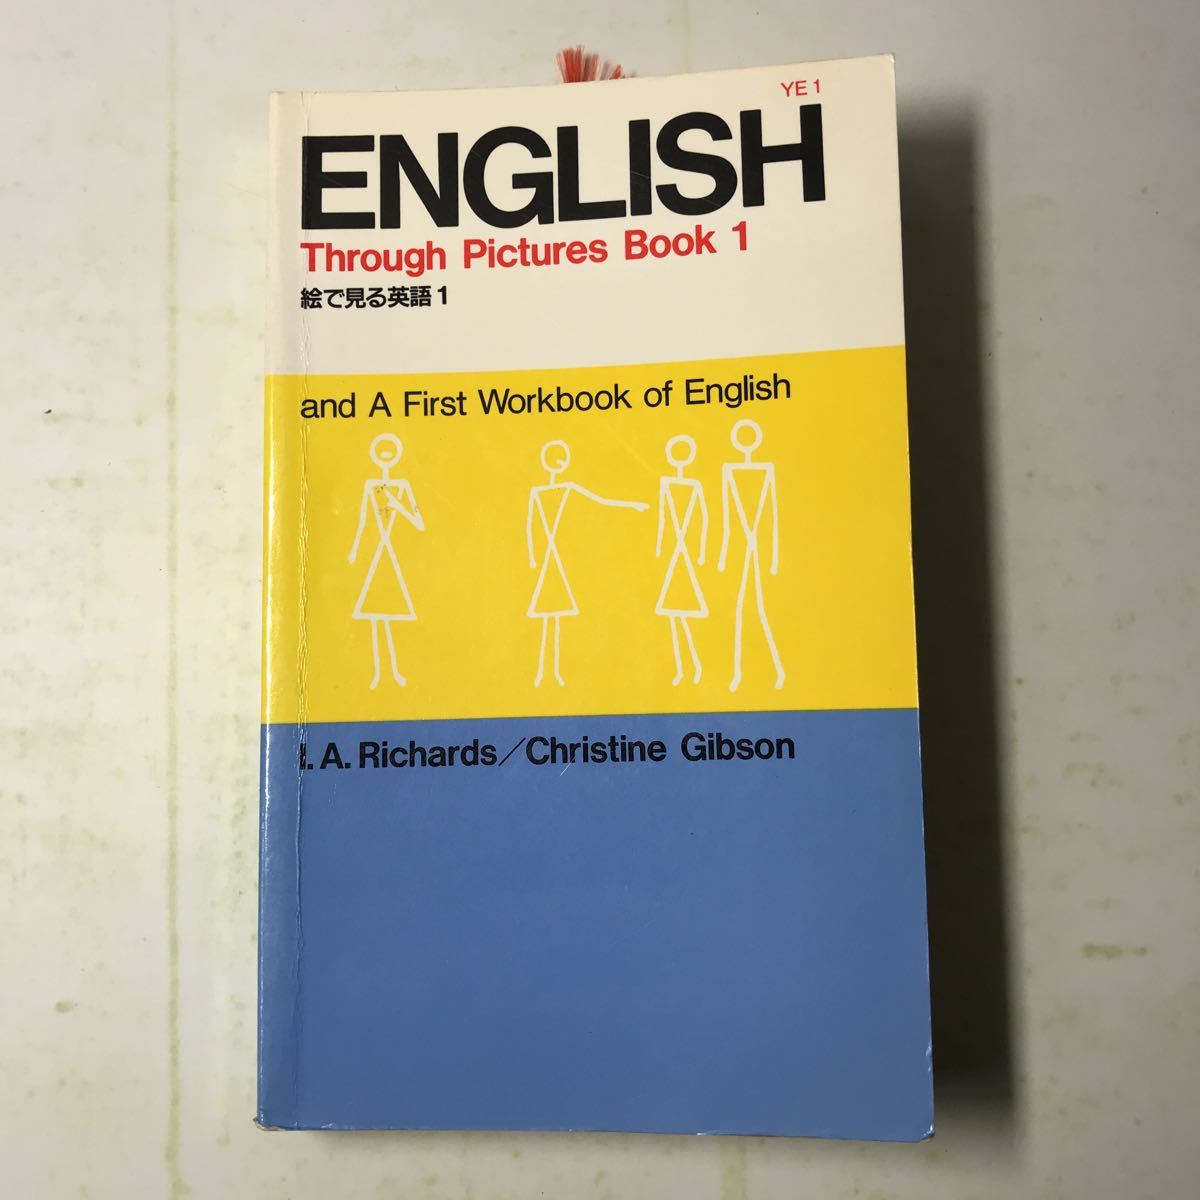 YE 1
ENGLISH
Through Pictures Book 1
絵で見る英語 1
and A First Workbook of English
I. A. Richards／Christine Gibson